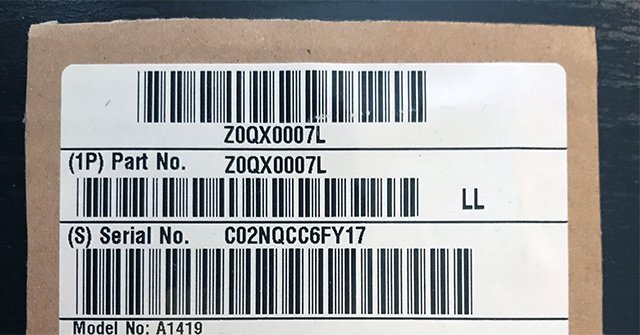 Z0QX0007L
(1P) Part No. Z0QX0007L
LL
(S) Serial No. C02NQCC6FY17
Model No: A1419